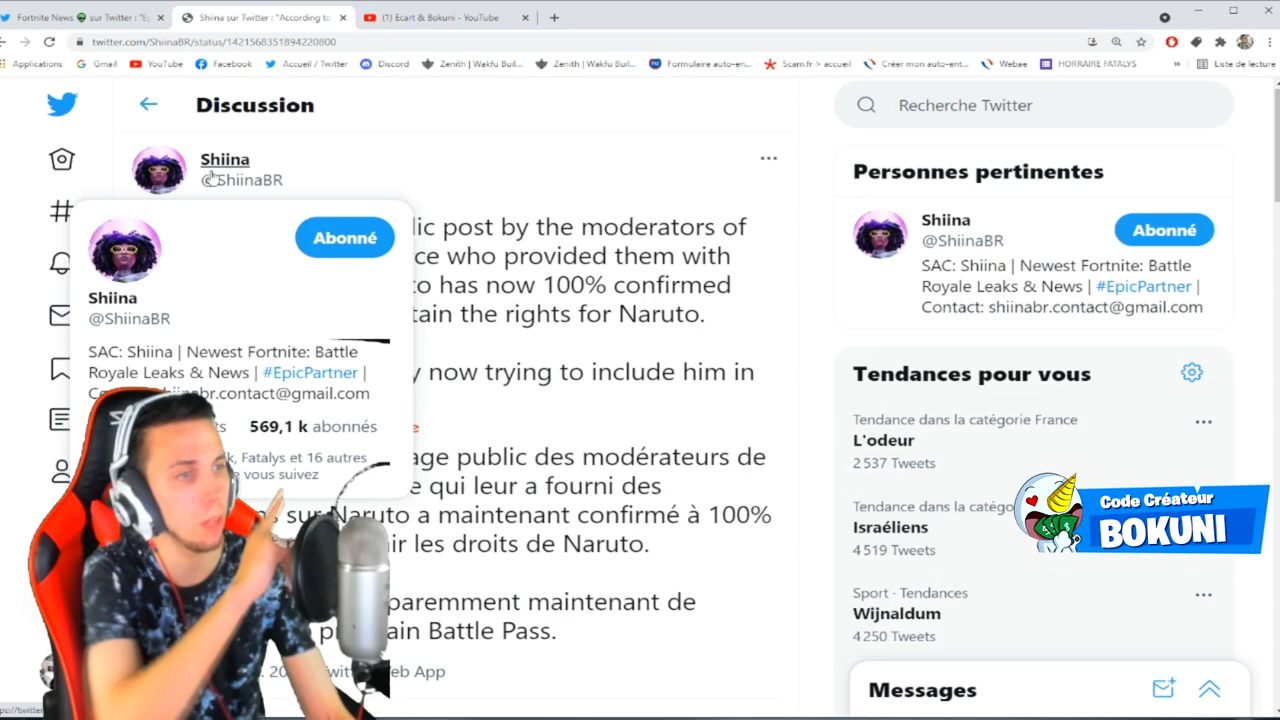 Fortnite News sur Twitter : "Ep
Shiina sur Twitter : "According to
(1) Ecart & Bokuni - YouTube
twitter.com/ShiinaBR/status/1421568351894220800
Applications
Gmail
YouTube
Facebook
Accueil / Twitter
Discord
Zenith | Wakfu Buil...
Zenith | Wakfu Buil...
Formulaire auto-en...
Scam.fr > accueil
Créer mon auto-ent...
Webae
HORRAIRE FATALYS
»
Liste de lecture
Discussion
Recherche Twitter
Shiina
@ShiinaBR
lic post by the moderators of
ce who provided them with
to has now 100% confirmed
tain the rights for Naruto.
y now trying to include him in
age public des modérateurs de
e qui leur a fourni des
sur Naruto a maintenant confirmé à 100%
ir les droits de Naruto.
paremment maintenant de
ain Battle Pass.
Web App
Abonné
Shiina
@ShiinaBR
SAC: Shiina | Newest Fortnite: Battle
Royale Leaks & News | #EpicPartner |
br.contact@gmail.com
569,1 k abonnés
k, Fatalys et 16 autres
vous suivez
Personnes pertinentes
Shiina
@ShiinaBR
Abonné
SAC: Shiina | Newest Fortnite: Battle
Royale Leaks & News | #EpicPartner |
Contact: shiinabr.contact@gmail.com
Tendances pour vous
Tendance dans la catégorie France
L'odeur
2 537 Tweets
Tendance dans la catégo
Israéliens
4 519 Tweets
Sport · Tendances
Wijnaldum
4 250 Tweets
Code Créateur
BOKUNI
Messages